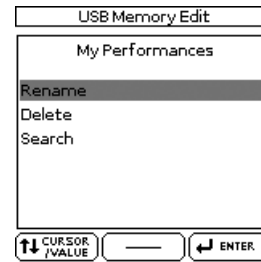 USB Memory Edit
My Performances
Rename
Delete
Search
CURSOR
/VALUE
ENTER